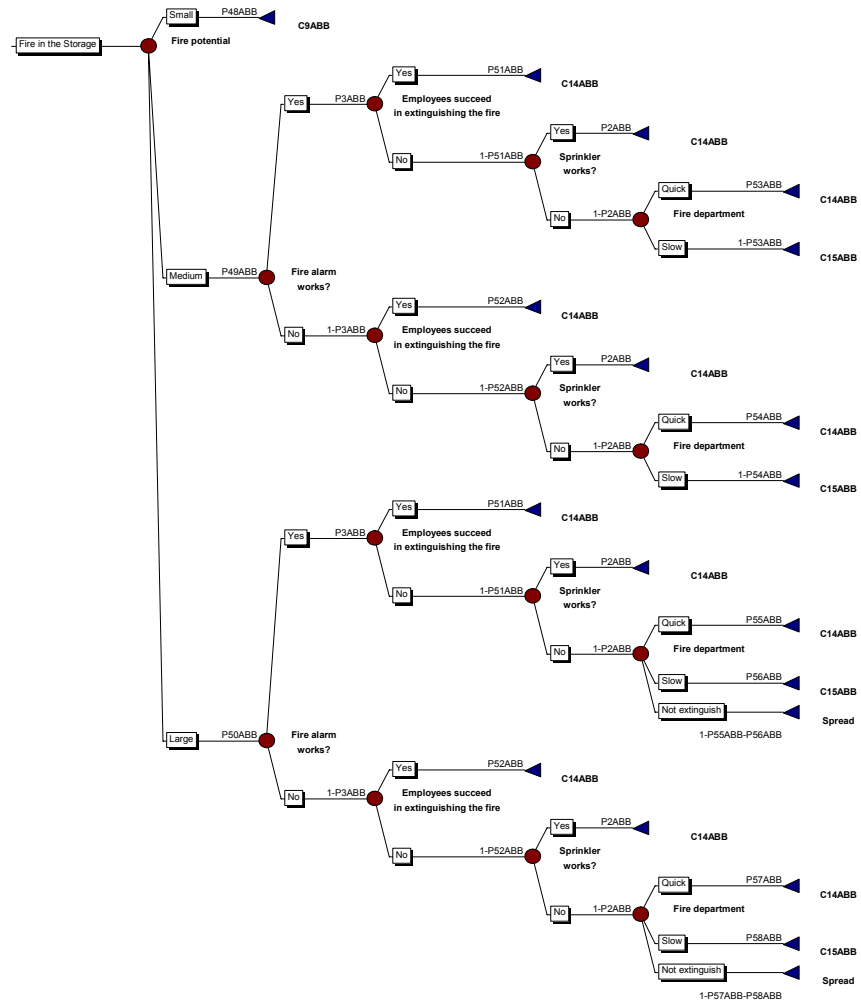 Small
P48ABB
C9ABB
Fire in the Storage
Fire potential
Yes
P51ABB
C14ABB
Yes
P3ABB
Employees succeed
in extinguishing the fire
Yes
P2ABB
C14ABB
No
1-P51ABB
Sprinkler
works?
Quick
P53ABB
C14ABB
No
1-P2ABB
Fire department
Slow
1-P53ABB
C15ABB
Medium
P49ABB
Fire alarm
works?
Yes
P52ABB
C14ABB
No
1-P3ABB
Employees succeed
in extinguishing the fire
Yes
P2ABB
C14ABB
No
1-P52ABB
Sprinkler
works?
Quick
P54ABB
C14ABB
No
1-P2ABB
Fire department
Slow
1-P54ABB
C15ABB
Yes
P51ABB
C14ABB
Yes
P3ABB
Employees succeed
in extinguishing the fire
Yes
P2ABB
C14ABB
No
1-P51ABB
Sprinkler
works?
Quick
P55ABB
C14ABB
No
1-P2ABB
Fire department
Slow
P56ABB
C15ABB
Not extinguish
Spread
1-P55ABB-P56ABB
Large
P50ABB
Fire alarm
works?
Yes
P52ABB
C14ABB
No
1-P3ABB
Employees succeed
in extinguishing the fire
Yes
P2ABB
C14ABB
No
1-P52ABB
Sprinkler
works?
Quick
P57ABB
C14ABB
No
1-P2ABB
Fire department
Slow
P58ABB
C15ABB
Not extinguish
Spread
1-P57ABB-P58ABB